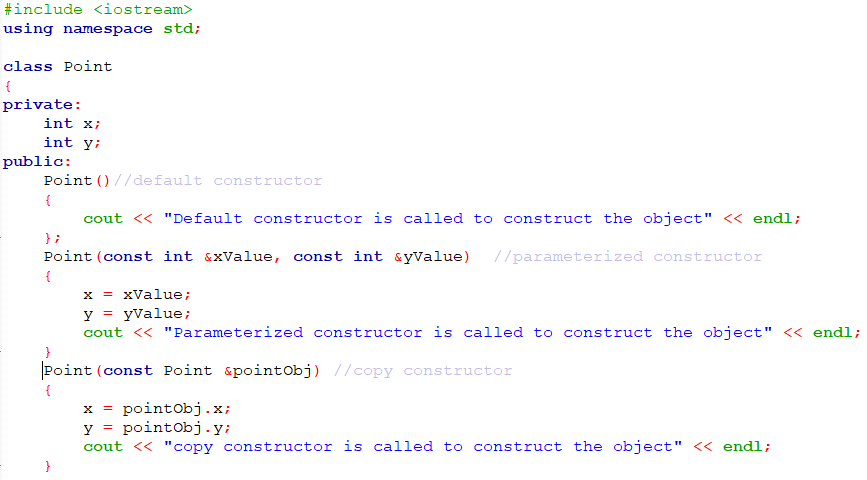 #include <iostream>
using namespace std;
class Point
{
private:
    int x;
    int y;
public:
    Point()//default constructor
    {
        cout << "Default constructor is called to construct the object" << endl;
    };
    Point(const int &xValue, const int &yValue)  //parameterized constructor
    {
        x = xValue;
        y = yValue;
        cout << "Parameterized constructor is called to construct the object" << endl;
    }
    Point(const Point &pointObj) //copy constructor
    {
        x = pointObj.x;
        y = pointObj.y;
        cout << "copy constructor is called to construct the object" << endl;
    }